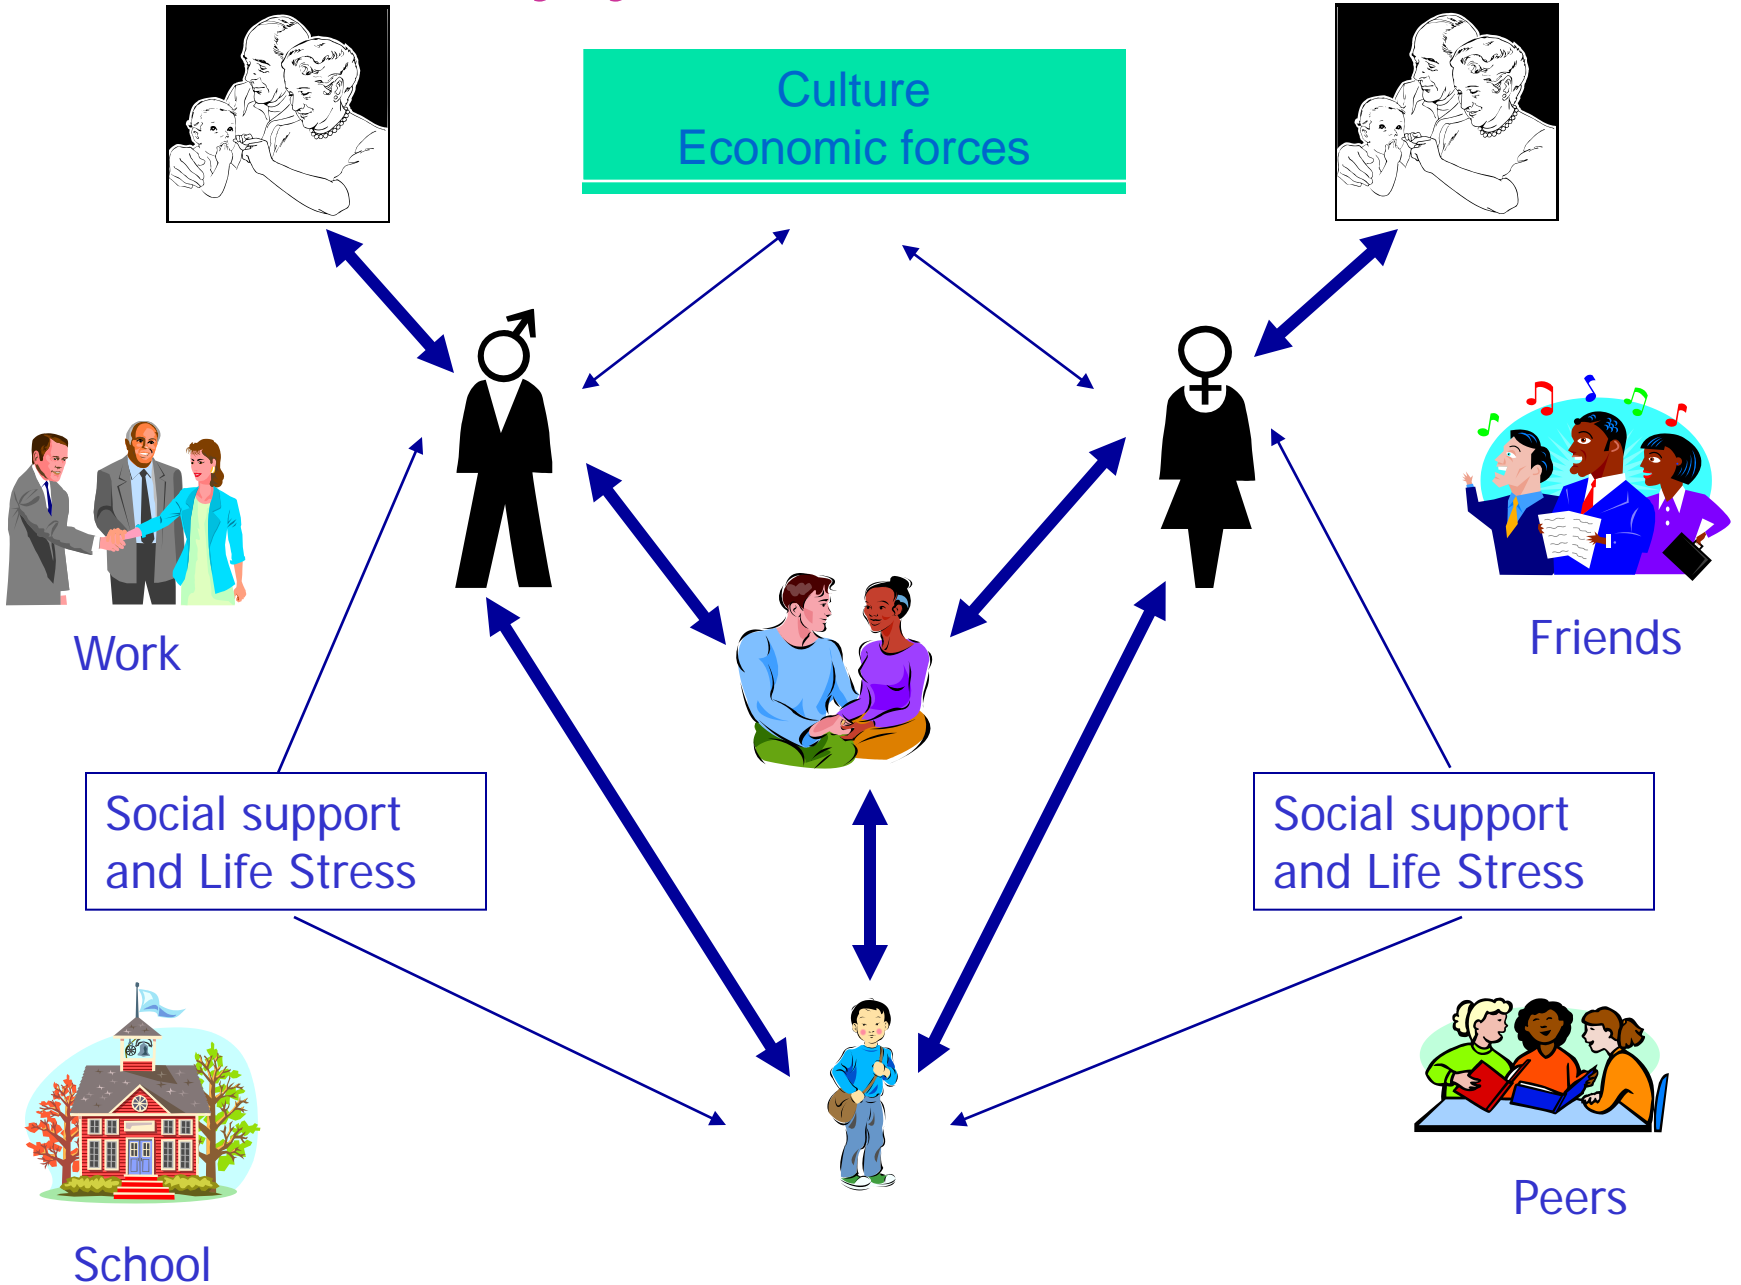 Culture
Economic forces
Work
Friends
Social support
and Life Stress
Social support
and Life Stress
Peers
School